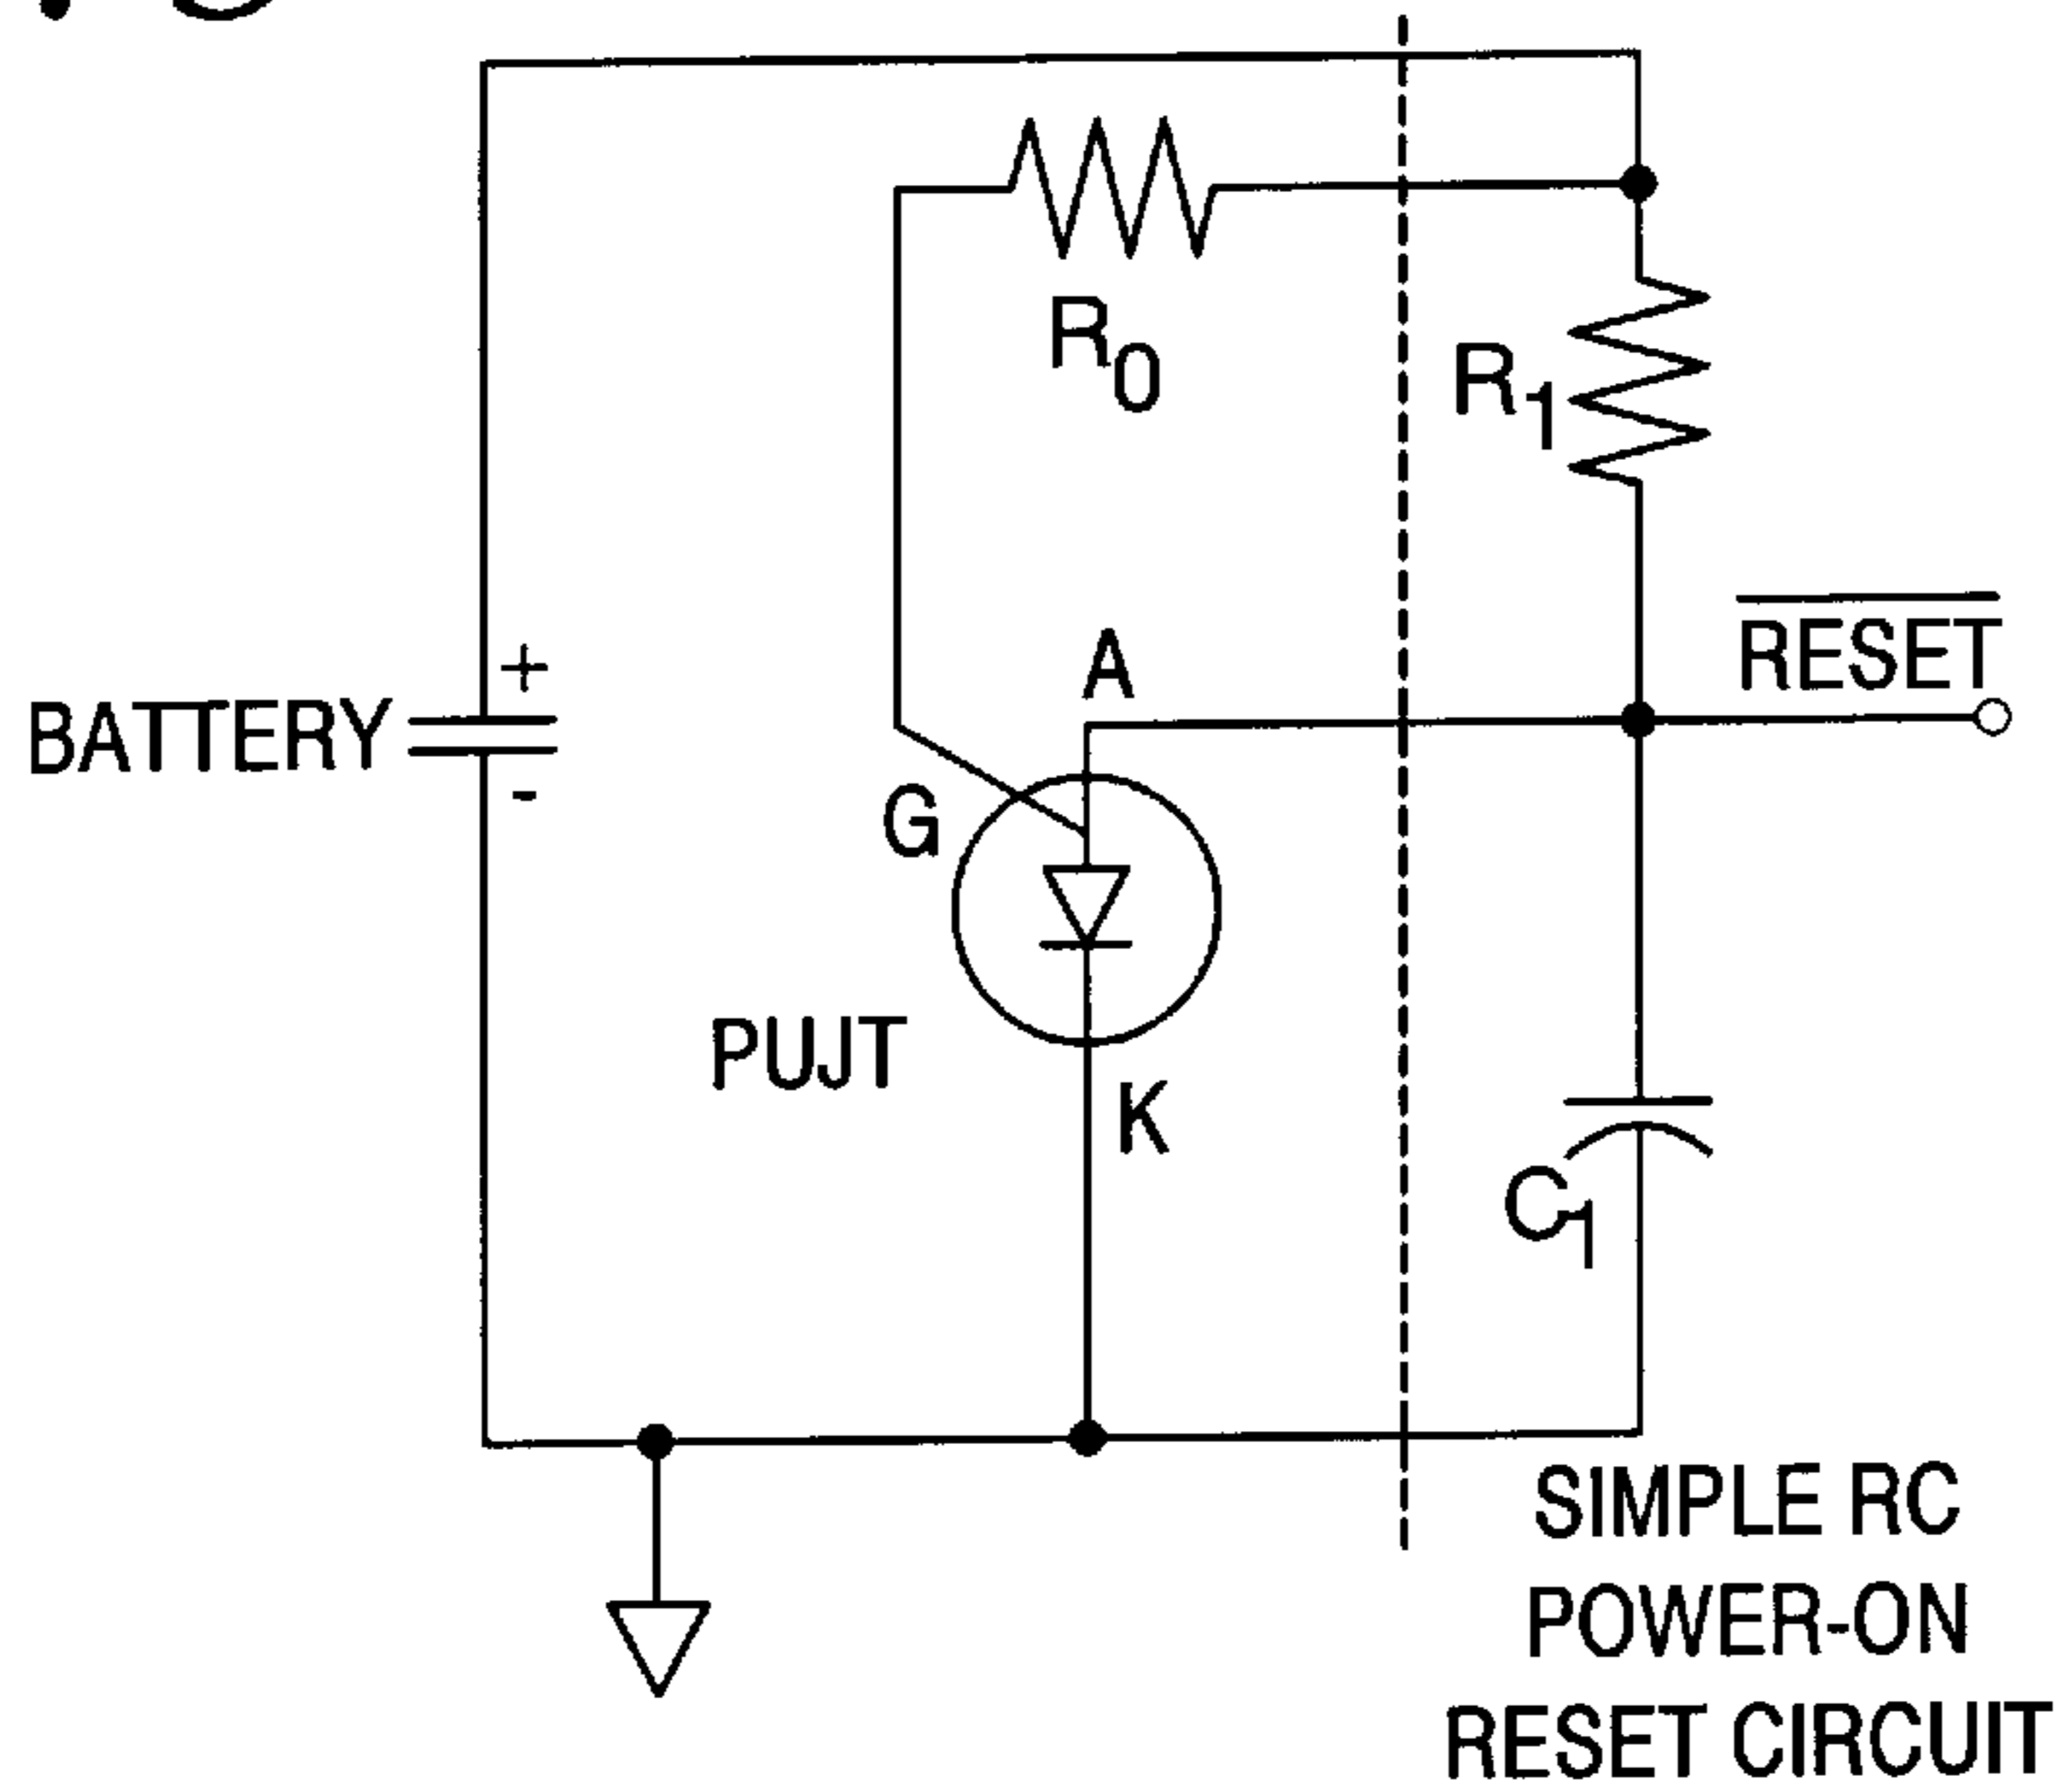 R0
R1
RESET
A
+
BATTERY
-
G
PUJT
K
C1
SIMPLE RC
POWER-ON
RESET CIRCUIT